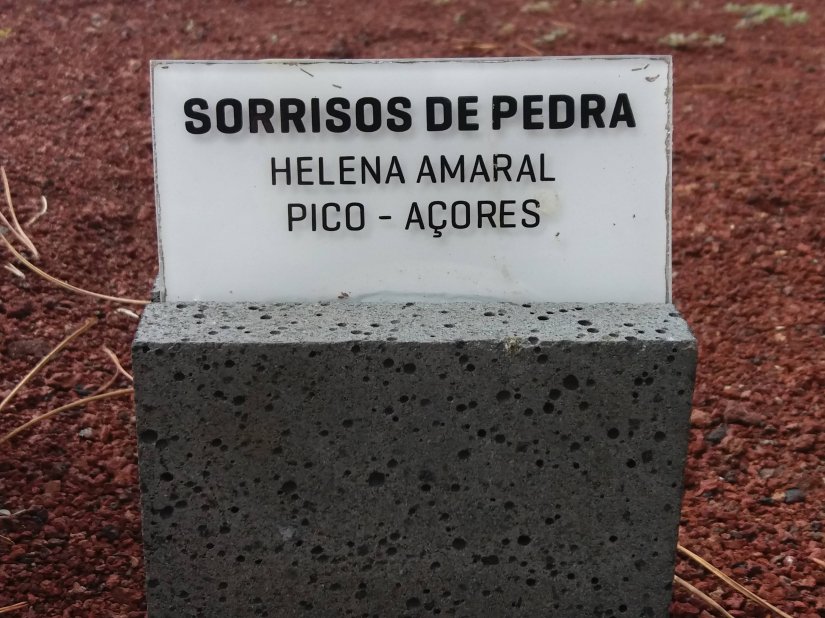 SORRISOS DE PEDRA
HELENA AMARAL
PICO - AÇORES